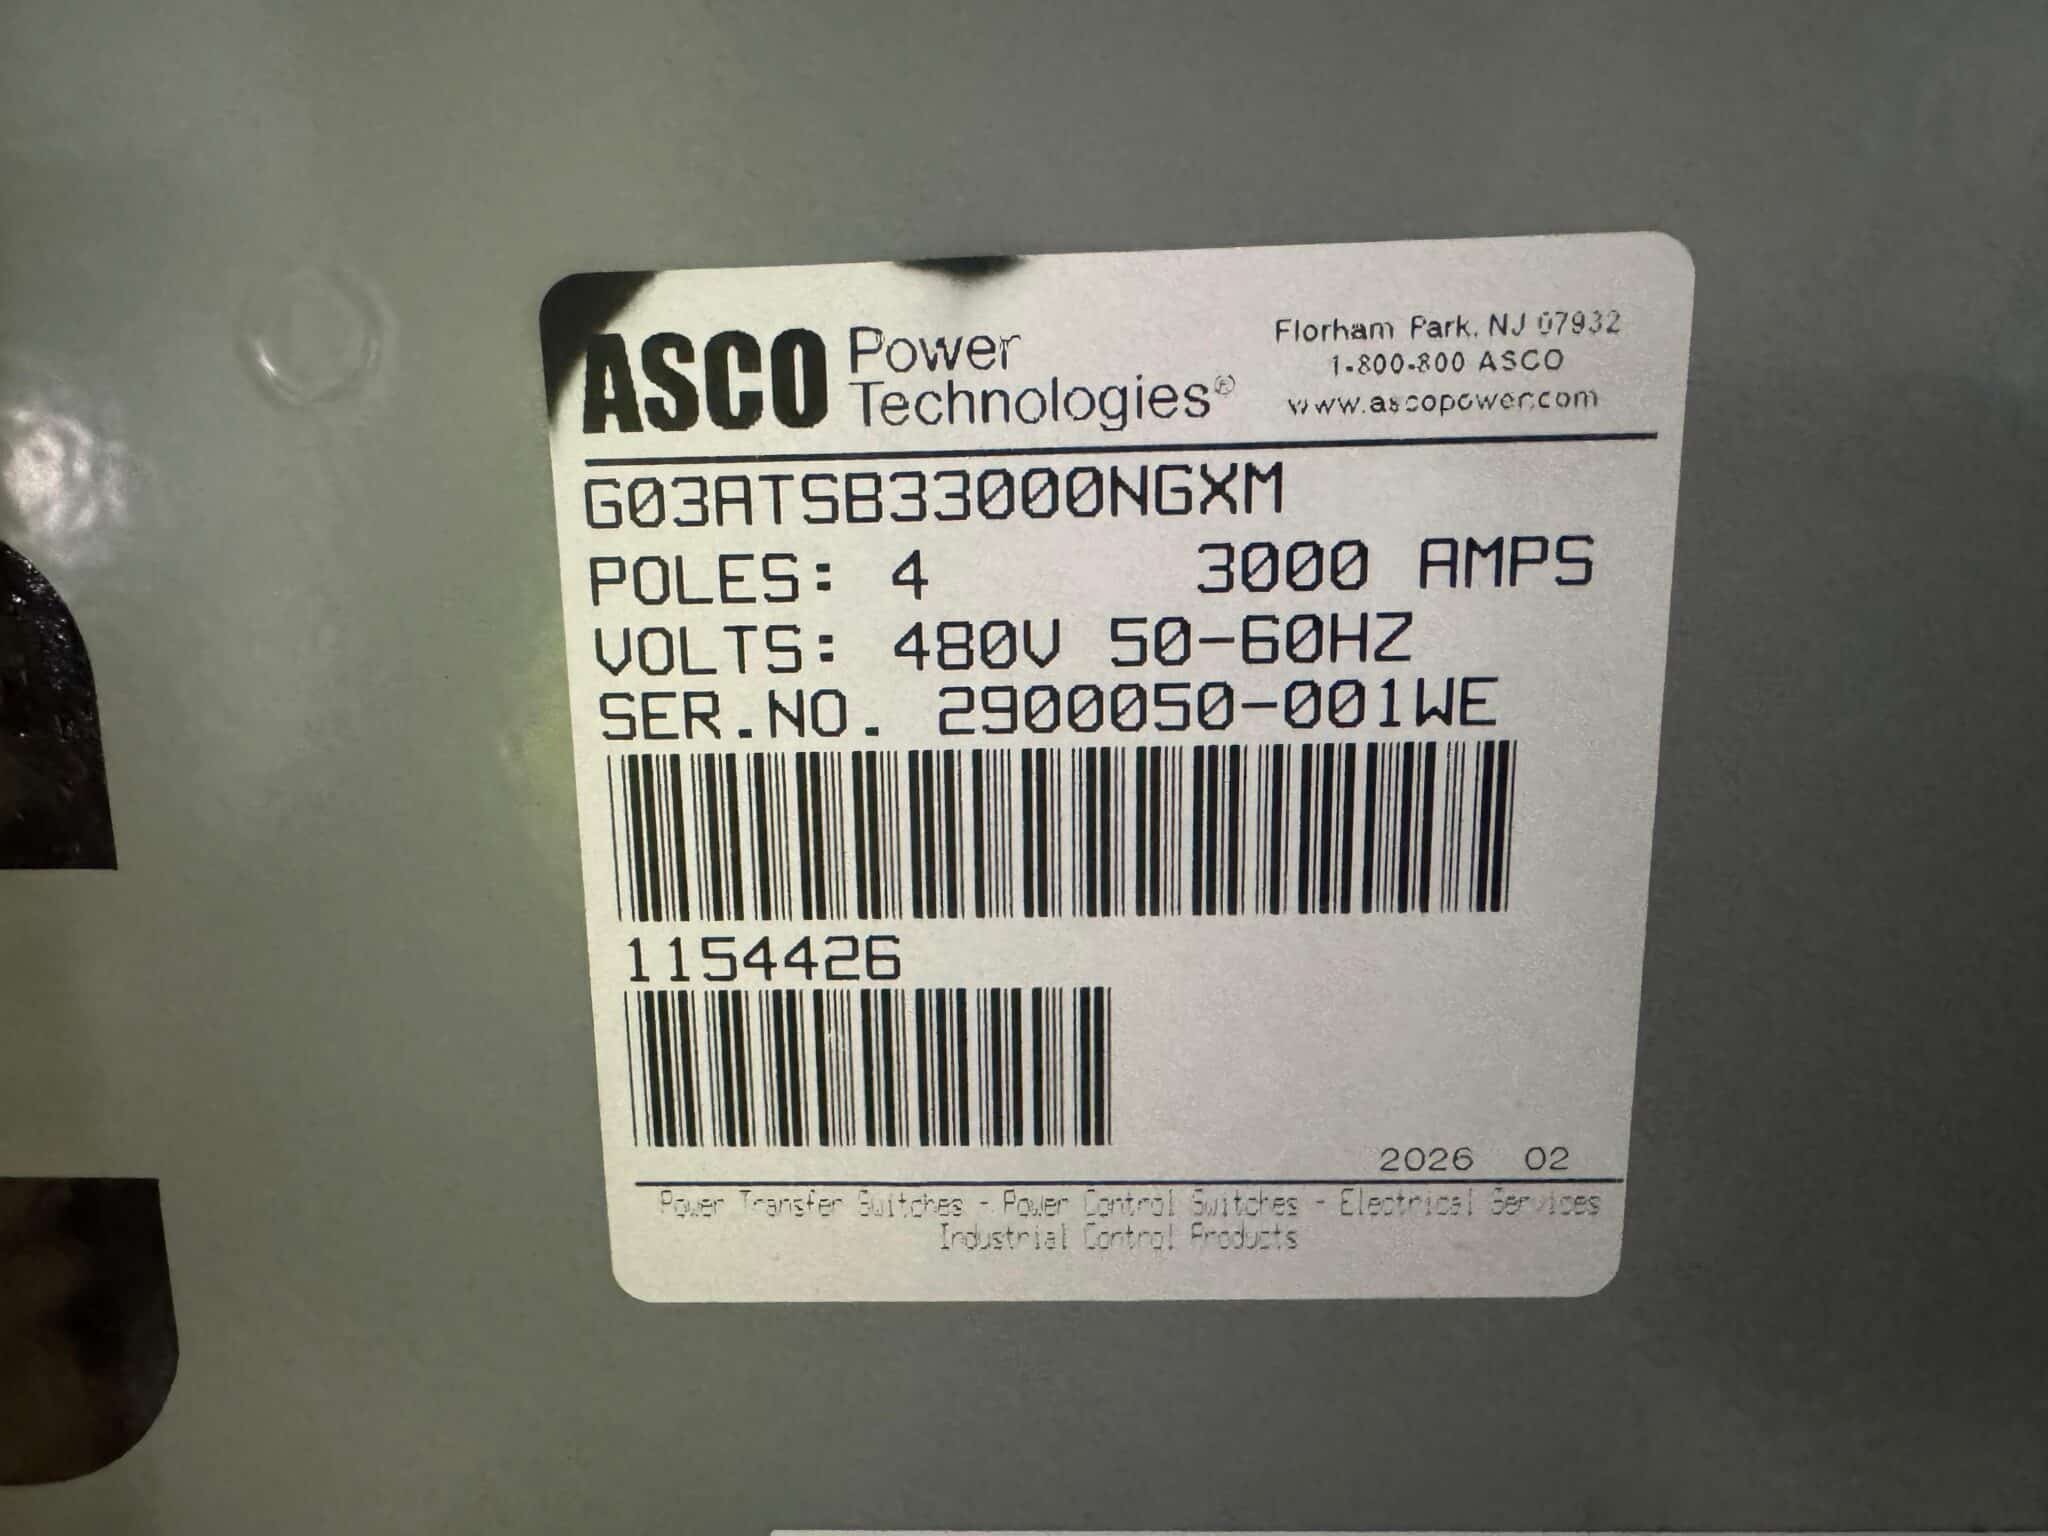 ASCO Power Technologies®
Florham Park, NJ 07932
1-800-800 ASCO
www.ascopower.com
G03ATSB33000NGXM
POLES: 4 3000 AMPS
VOLTS: 480V 50-60HZ
SER.NO. 2900050-001WE
1154426
2026 02
Power Transfer Switches - Power Control Switches - Electrical Services
Industrial Control Products